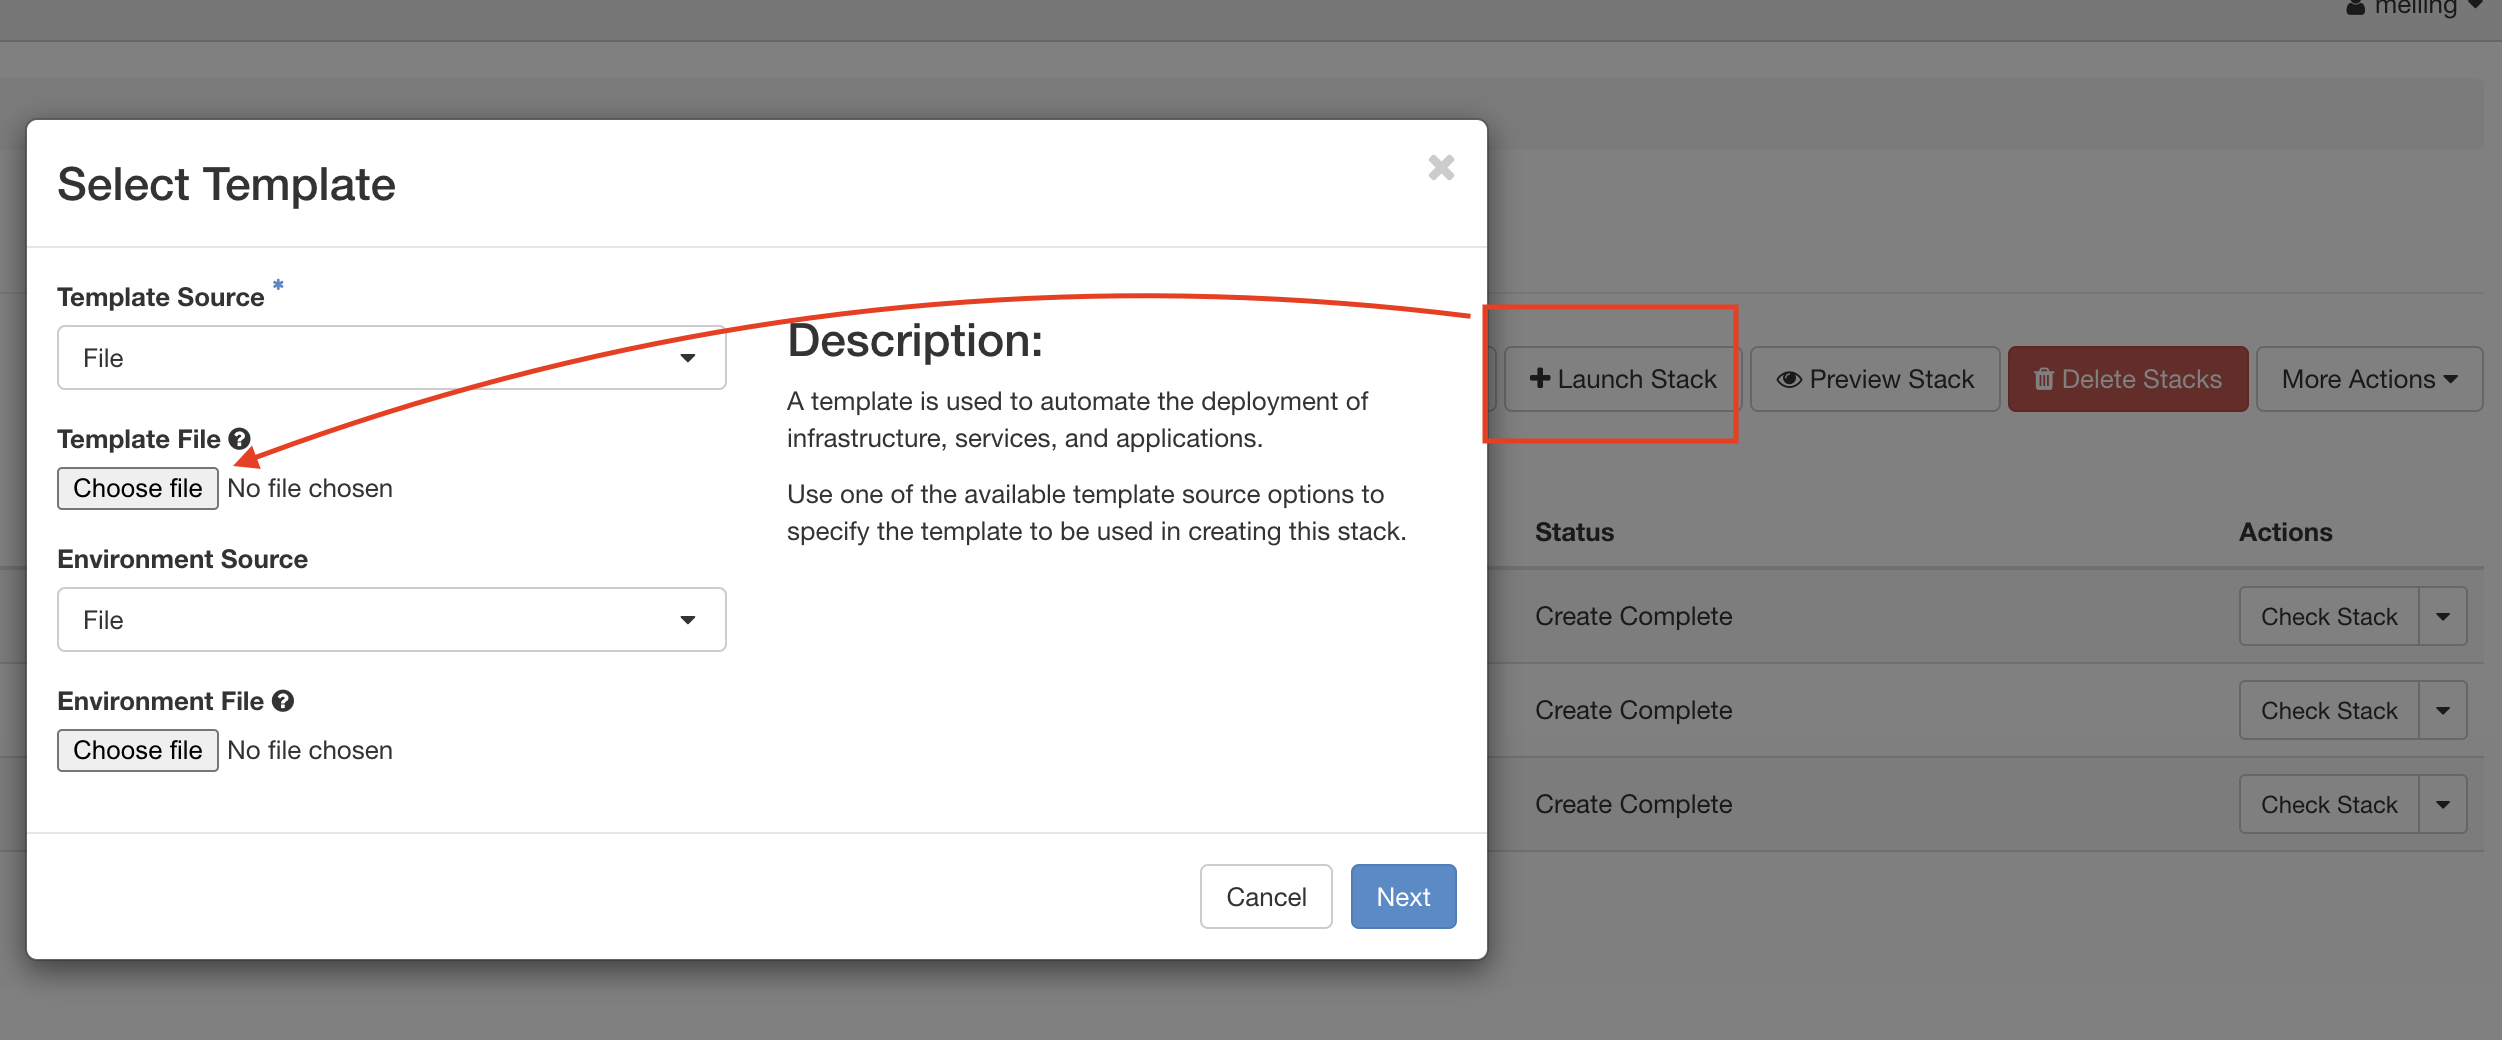 melling
Select Template
Template Source *
File
Template File
Choose file No file chosen
Environment Source
File
Environment File
Choose file No file chosen
Description:
A template is used to automate the deployment of
infrastructure, services, and applications.
Use one of the available template source options to
specify the template to be used in creating this stack.
Cancel Next
Launch Stack Preview Stack Delete Stacks More Actions
Status Actions
Create Complete Check Stack
Create Complete Check Stack
Create Complete Check Stack